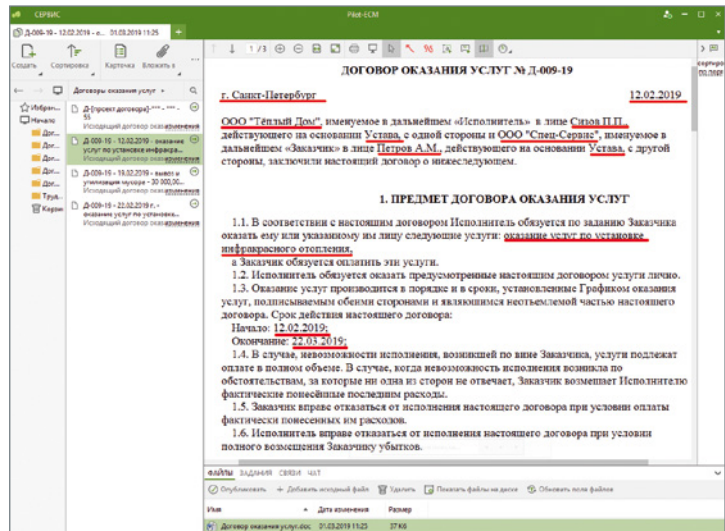 СЕРВИС
Pilot-ECM
Д-009-19 - 12.02.2019 - о... 01.03.2019 11:25
Создать
Сортировка
Карточка
Вложить в
1 / 3
Договоры оказания услуг
Избран...
Начало
Дог...
Дог...
Дог...
Дог...
Дог...
Труд...
Корзин
Д-[проект договора]-*** - *** -
55
Исходящий договор оказ
изменения
Д-009-19 - 12.02.2019 - оказание
услуг по установке инфракра...
Исходящий договор оказ
изменения
Д-009-19 - 19.02.2019 - вывоз и
утилизация мусора - 30 000,00...
Исходящий договор оказ
изменения
Д-009-19 - 22.02.2019 г. -
оказание услуг по установке...
Исходящий договор оказ
изменения
ДОГОВОР ОКАЗАНИЯ УСЛУГ № Д-009-19
г. Санкт-Петербург 12.02.2019
ООО "Тёплый Дом", именуемое в дальнейшем «Исполнитель» в лице Сизов П.П.,
действующего на основании Устава, с одной стороны и ООО "Спец-Сервис", именуемое в
дальнейшем «Заказчик» в лице Петров А.М., действующего на основании Устава, с другой
стороны, заключили настоящий договор о нижеследующем.
1. ПРЕДМЕТ ДОГОВОРА ОКАЗАНИЯ УСЛУГ
1.1. В соответствии с настоящим договором Исполнитель обязуется по заданию Заказчика
оказать ему или указанному им лицу следующие услуги: оказание услуг по установке
инфракрасного отопления,
а Заказчик обязуется оплатить эти услуги.
1.2. Исполнитель обязуется оказать предусмотренные настоящим договором услуги лично.
1.3. Оказание услуг производится в порядке и в сроки, установленные Графиком оказания
услуг, подписываемым обеими сторонами и являющимся неотъемлемой частью настоящего
договора. Срок действия настоящего договора:
Начало: 12.02.2019;
Окончание: 22.03.2019;
1.4. В случае, невозможности исполнения, возникшей по вине Заказчика, услуги подлежат
оплате в полном объеме. В случае, когда невозможность исполнения возникла по
обстоятельствам, за которые ни одна из сторон не отвечает, Заказчик возмещает Исполнителю
фактические понесённые последним расходы.
1.5. Заказчик вправе отказаться от исполнения настоящего договора при условии оплаты
фактически понесенных им расходов.
1.6. Исполнитель вправе отказаться от исполнения настоящего договора при условии
полного возмещения Заказчику убытков.
ФАЙЛЫ ЗАДАНИЯ СВЯЗИ ЧАТ
Опубликовать Добавить исходный файл Удалить Показать файлы на диске Обновить поля файлов
Имя Дата изменения Размер
Договор оказания услуг.doc 01.03.2019 11:25 37 Кб